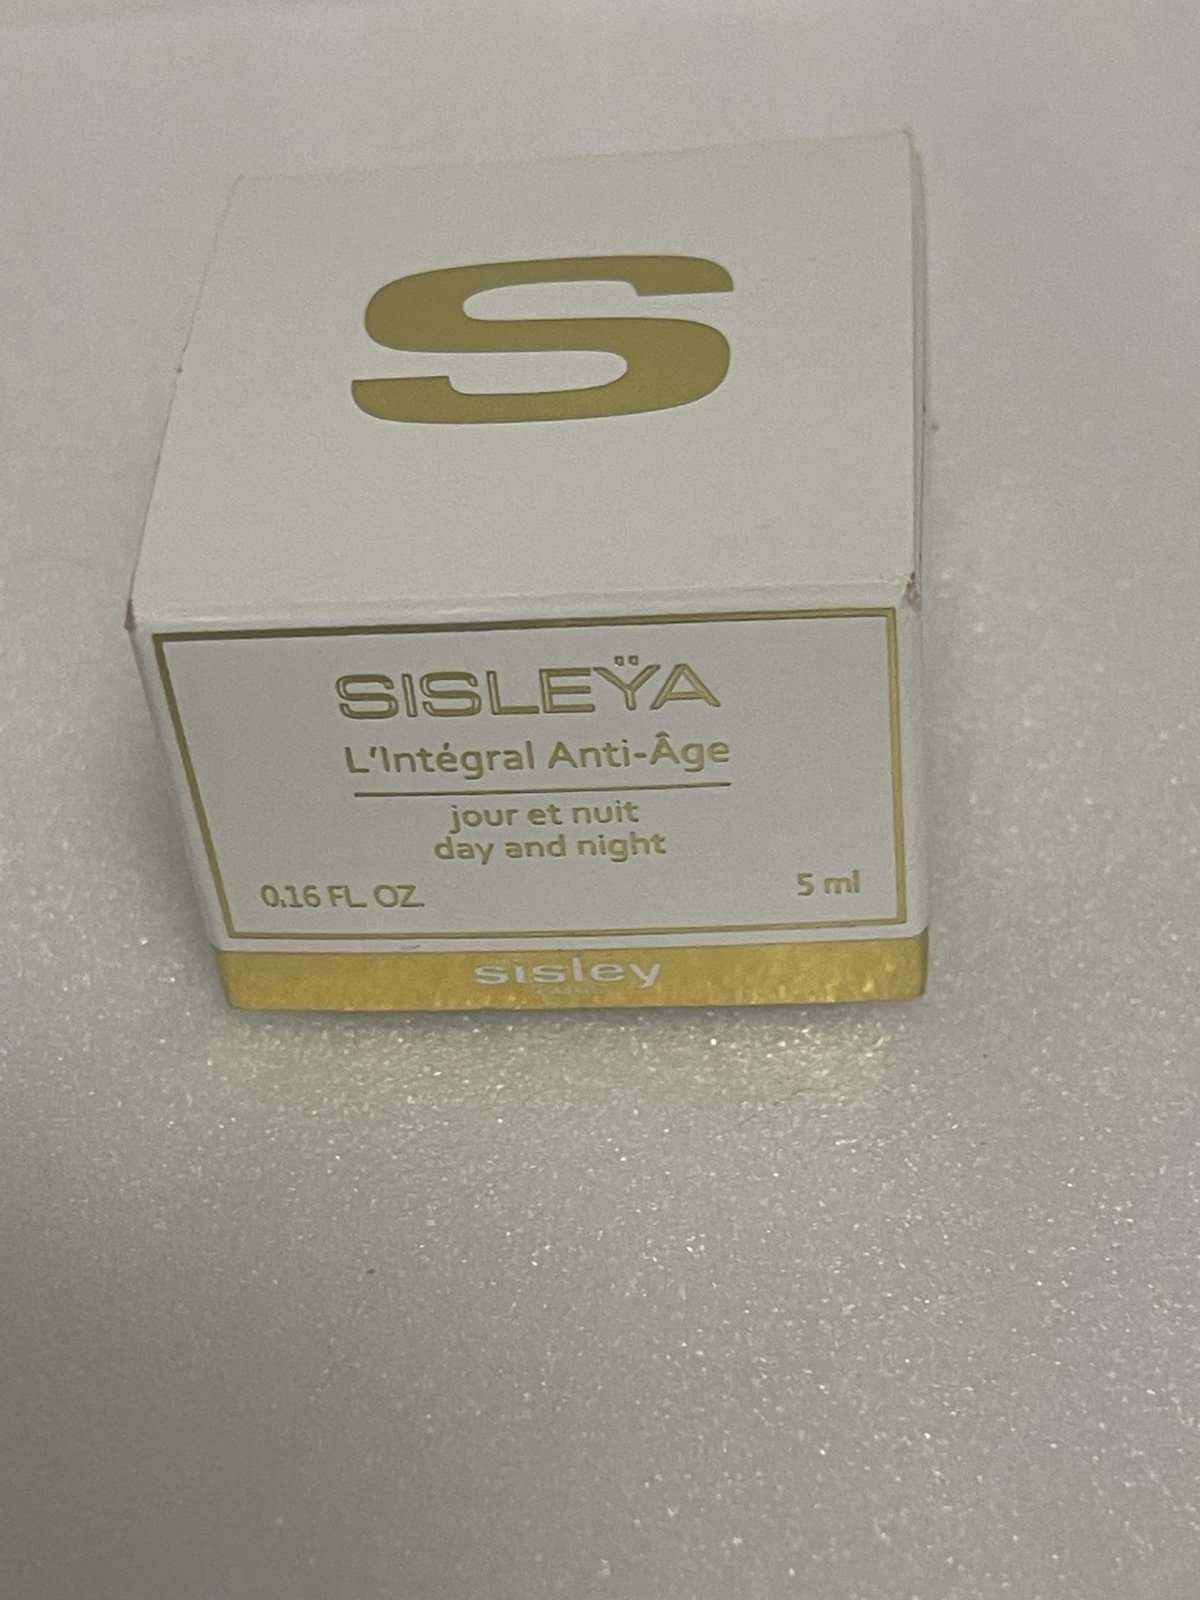 S
SISLEŸA
L'Intégral Anti-Âge
jour et nuit
day and night
0.16 FL. OZ. 5 ml
sisley